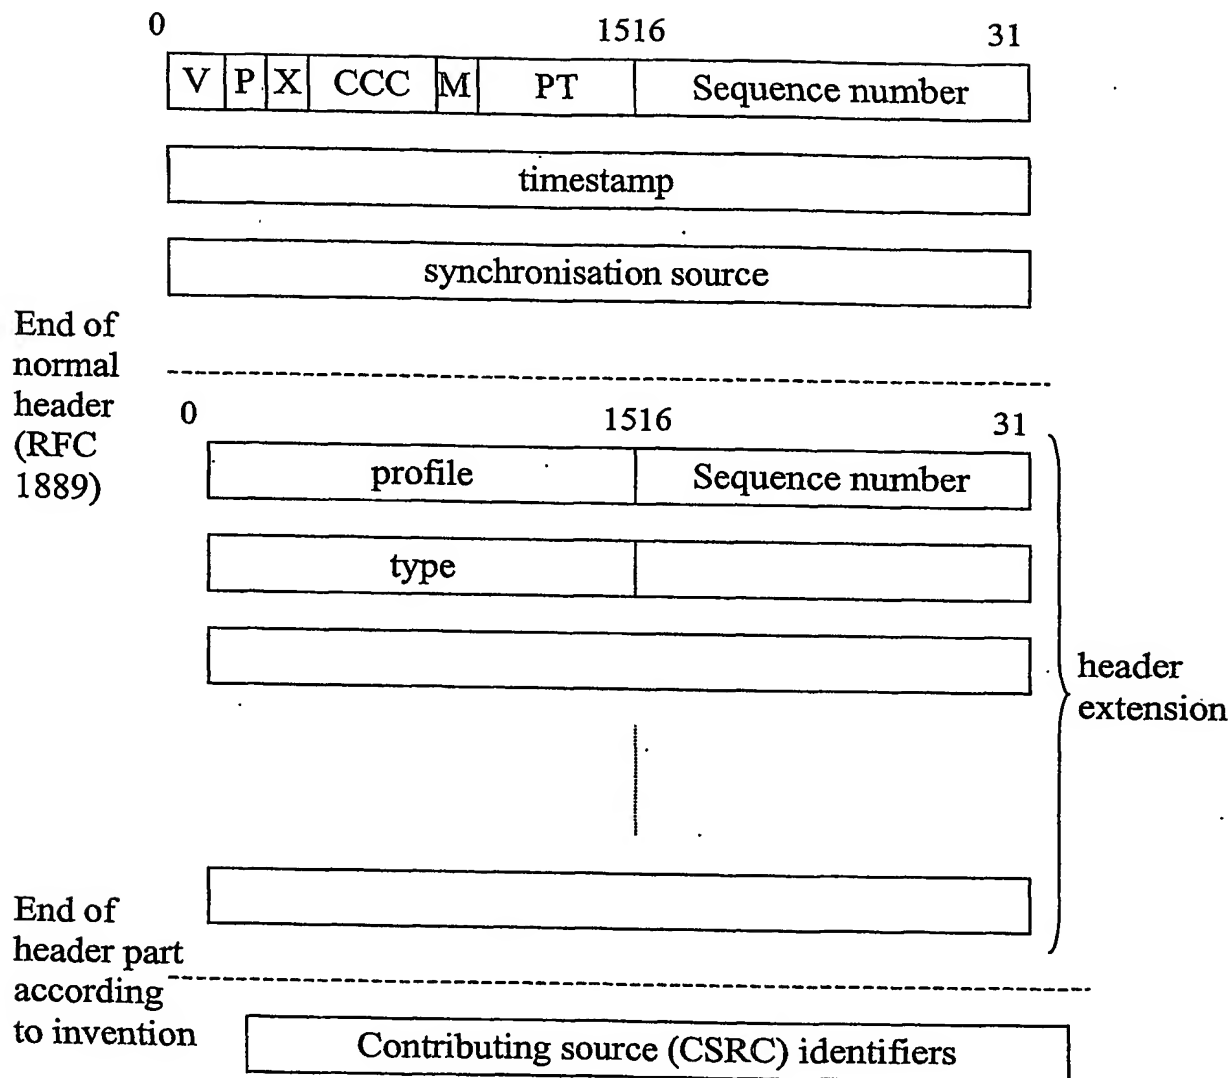 0 1516 31
V P X CCC M PT Sequence number
timestamp
synchronisation source
End of
normal
header
(RFC
1889)
0 1516 31
profile Sequence number
type
header
extension
End of
header part
according
to invention
Contributing source (CSRC) identifiers